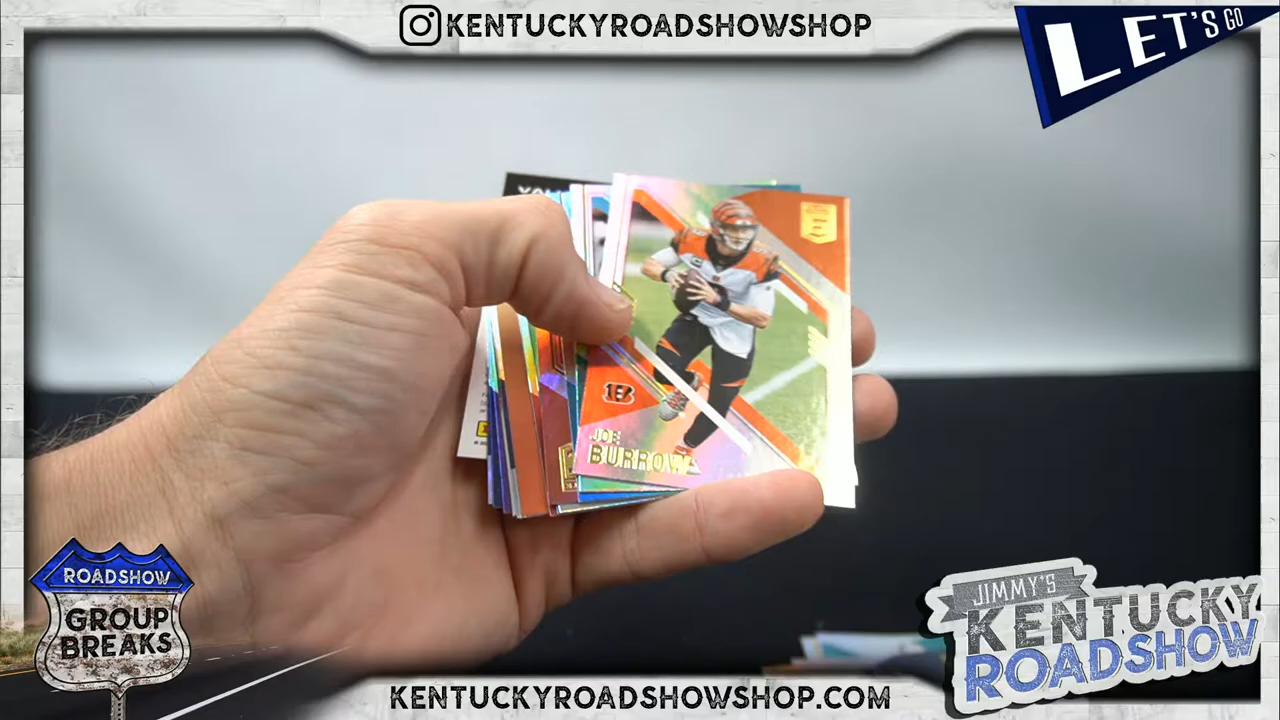 KENTUCKYROADSHOWSHOP
LET'S GO
JOE
BURROW
ROADSHOW
GROUP
BREAKS
JIMMY'S
KENTUCKY
ROADSHOW
KENTUCKYROADSHOWSHOP.COM